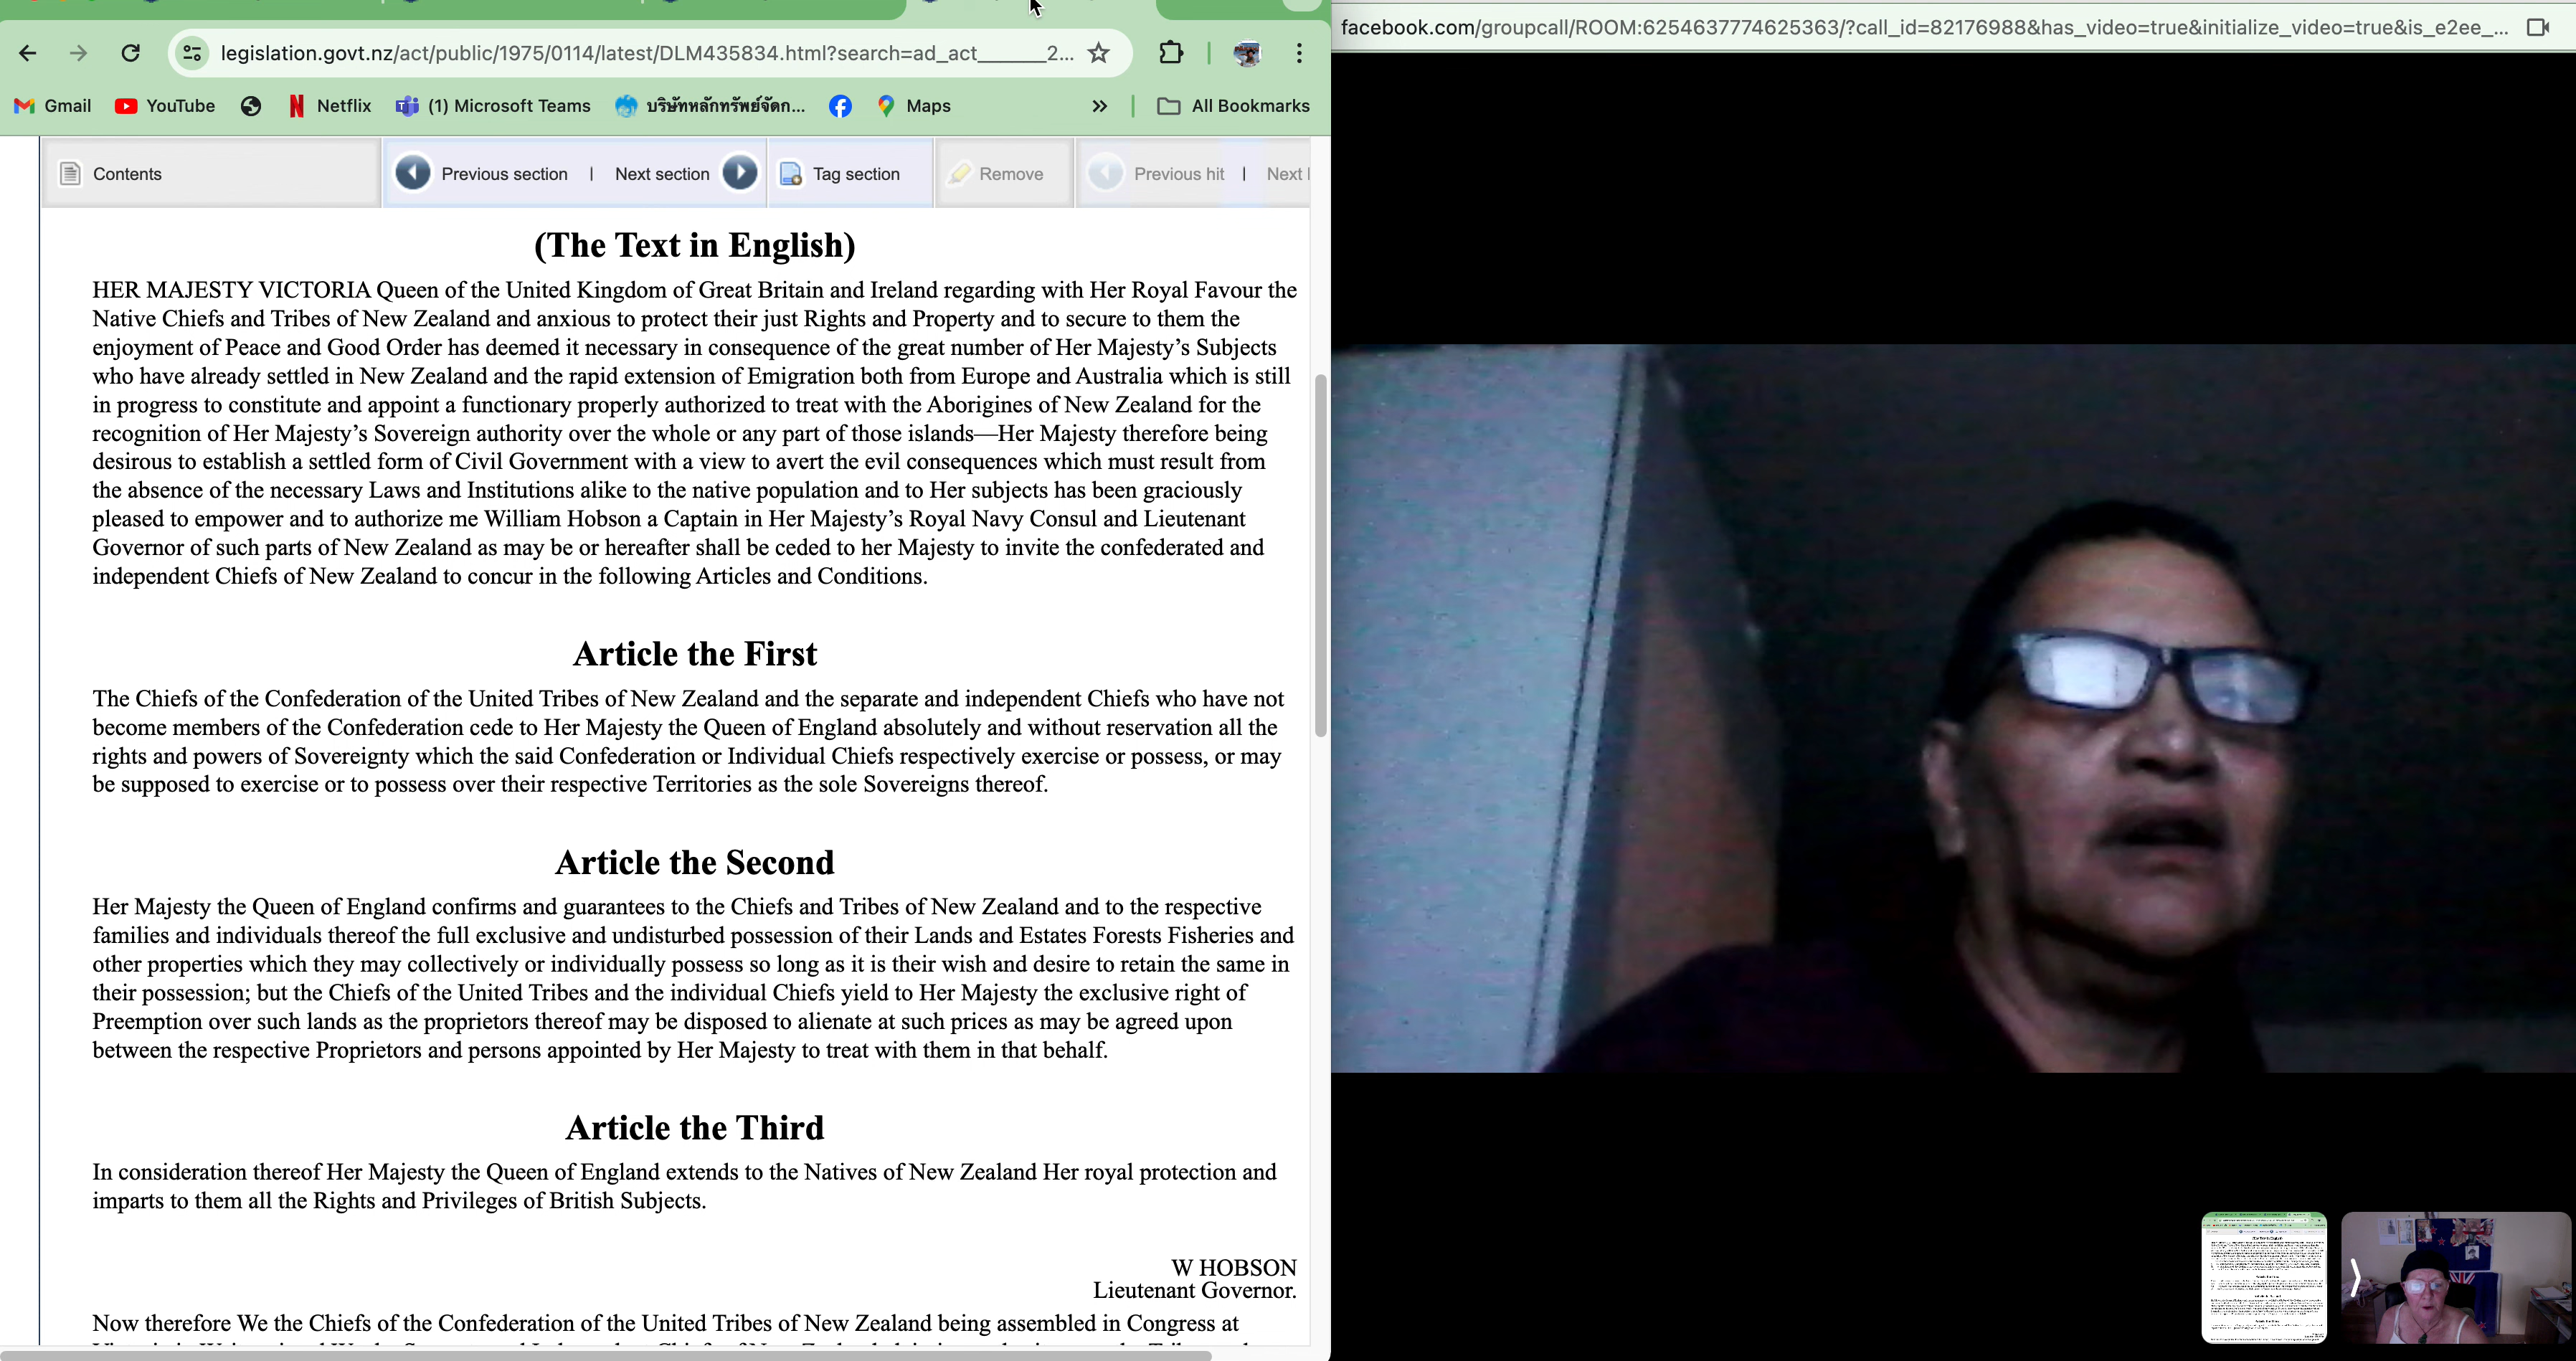 legislation.govt.nz/act/public/1975/0114/latest/DLM435834.html?search=ad_act______2...
facebook.com/groupcall/ROOM:6254637774625363/?call_id=82176988&has_video=true&initialize_video=true&is_e2ee_...
Gmail YouTube Netflix (1) Microsoft Teams บริษัทหลักทรัพย์จัดก... Maps » All Bookmarks
Contents Previous section | Next section Tag section Remove Previous hit | Next
(The Text in English)
HER MAJESTY VICTORIA Queen of the United Kingdom of Great Britain and Ireland regarding with Her Royal Favour the
Native Chiefs and Tribes of New Zealand and anxious to protect their just Rights and Property and to secure to them the
enjoyment of Peace and Good Order has deemed it necessary in consequence of the great number of Her Majesty’s Subjects
who have already settled in New Zealand and the rapid extension of Emigration both from Europe and Australia which is still
in progress to constitute and appoint a functionary properly authorized to treat with the Aborigines of New Zealand for the
recognition of Her Majesty’s Sovereign authority over the whole or any part of those islands—Her Majesty therefore being
desirous to establish a settled form of Civil Government with a view to avert the evil consequences which must result from
the absence of the necessary Laws and Institutions alike to the native population and to Her subjects has been graciously
pleased to empower and to authorize me William Hobson a Captain in Her Majesty’s Royal Navy Consul and Lieutenant
Governor of such parts of New Zealand as may be or hereafter shall be ceded to her Majesty to invite the confederated and
independent Chiefs of New Zealand to concur in the following Articles and Conditions.
Article the First
The Chiefs of the Confederation of the United Tribes of New Zealand and the separate and independent Chiefs who have not
become members of the Confederation cede to Her Majesty the Queen of England absolutely and without reservation all the
rights and powers of Sovereignty which the said Confederation or Individual Chiefs respectively exercise or possess, or may
be supposed to exercise or to possess over their respective Territories as the sole Sovereigns thereof.
Article the Second
Her Majesty the Queen of England confirms and guarantees to the Chiefs and Tribes of New Zealand and to the respective
families and individuals thereof the full exclusive and undisturbed possession of their Lands and Estates Forests Fisheries and
other properties which they may collectively or individually possess so long as it is their wish and desire to retain the same in
their possession; but the Chiefs of the United Tribes and the individual Chiefs yield to Her Majesty the exclusive right of
Preemption over such lands as the proprietors thereof may be disposed to alienate at such prices as may be agreed upon
between the respective Proprietors and persons appointed by Her Majesty to treat with them in that behalf.
Article the Third
In consideration thereof Her Majesty the Queen of England extends to the Natives of New Zealand Her royal protection and
imparts to them all the Rights and Privileges of British Subjects.
W HOBSON
Lieutenant Governor.
Now therefore We the Chiefs of the Confederation of the United Tribes of New Zealand being assembled in Congress at